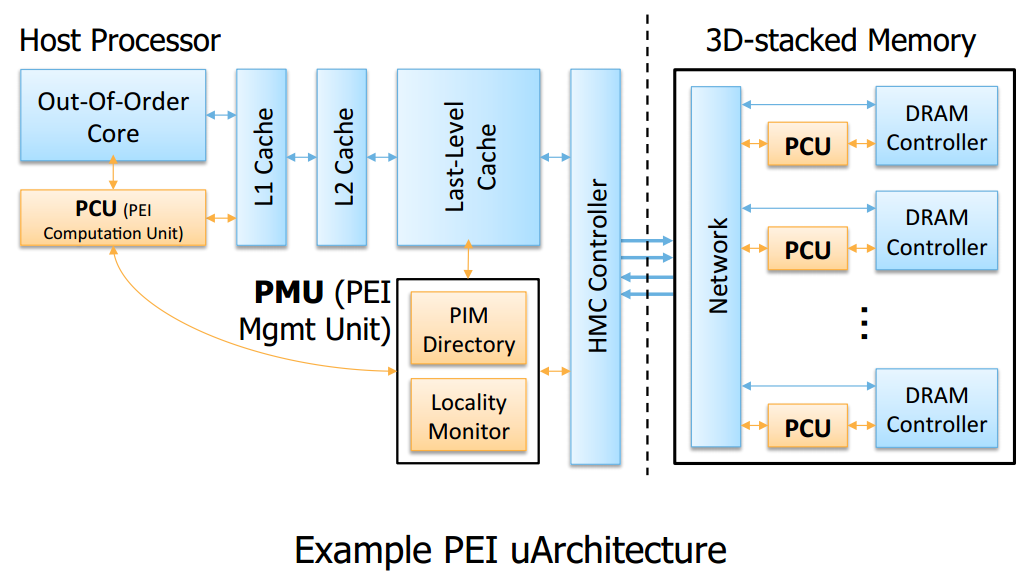 Host Processor
3D-stacked Memory
Out-Of-Order
Core
L1 Cache
L2 Cache
Last-Level
Cache
HMC Controller
Network
DRAM
Controller
PCU
PCU (PEI
Computation Unit)
DRAM
Controller
PCU
PMU (PEI
Mgmt Unit)
PIM
Directory
Locality
Monitor
DRAM
Controller
PCU
Example PEI uArchitecture